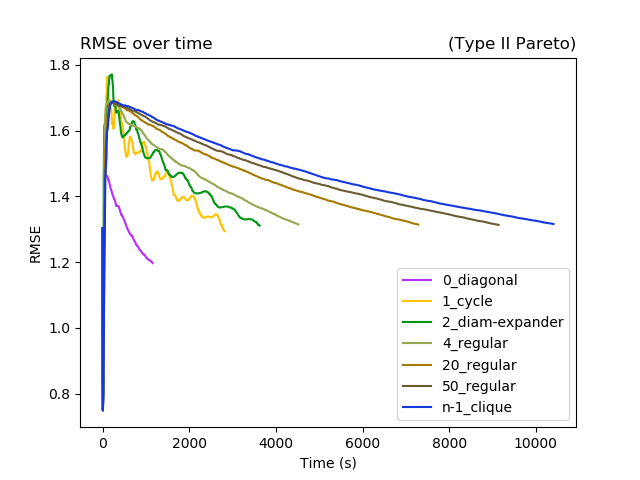 RMSE over time
(Type II Pareto)
1.8
1.6
1.4
1.2
1.0
0.8
RMSE
0
2000
4000
6000
8000
10000
Time (s)
0_diagonal
1_cycle
2_diam-expander
4_regular
20_regular
50_regular
n-1_clique